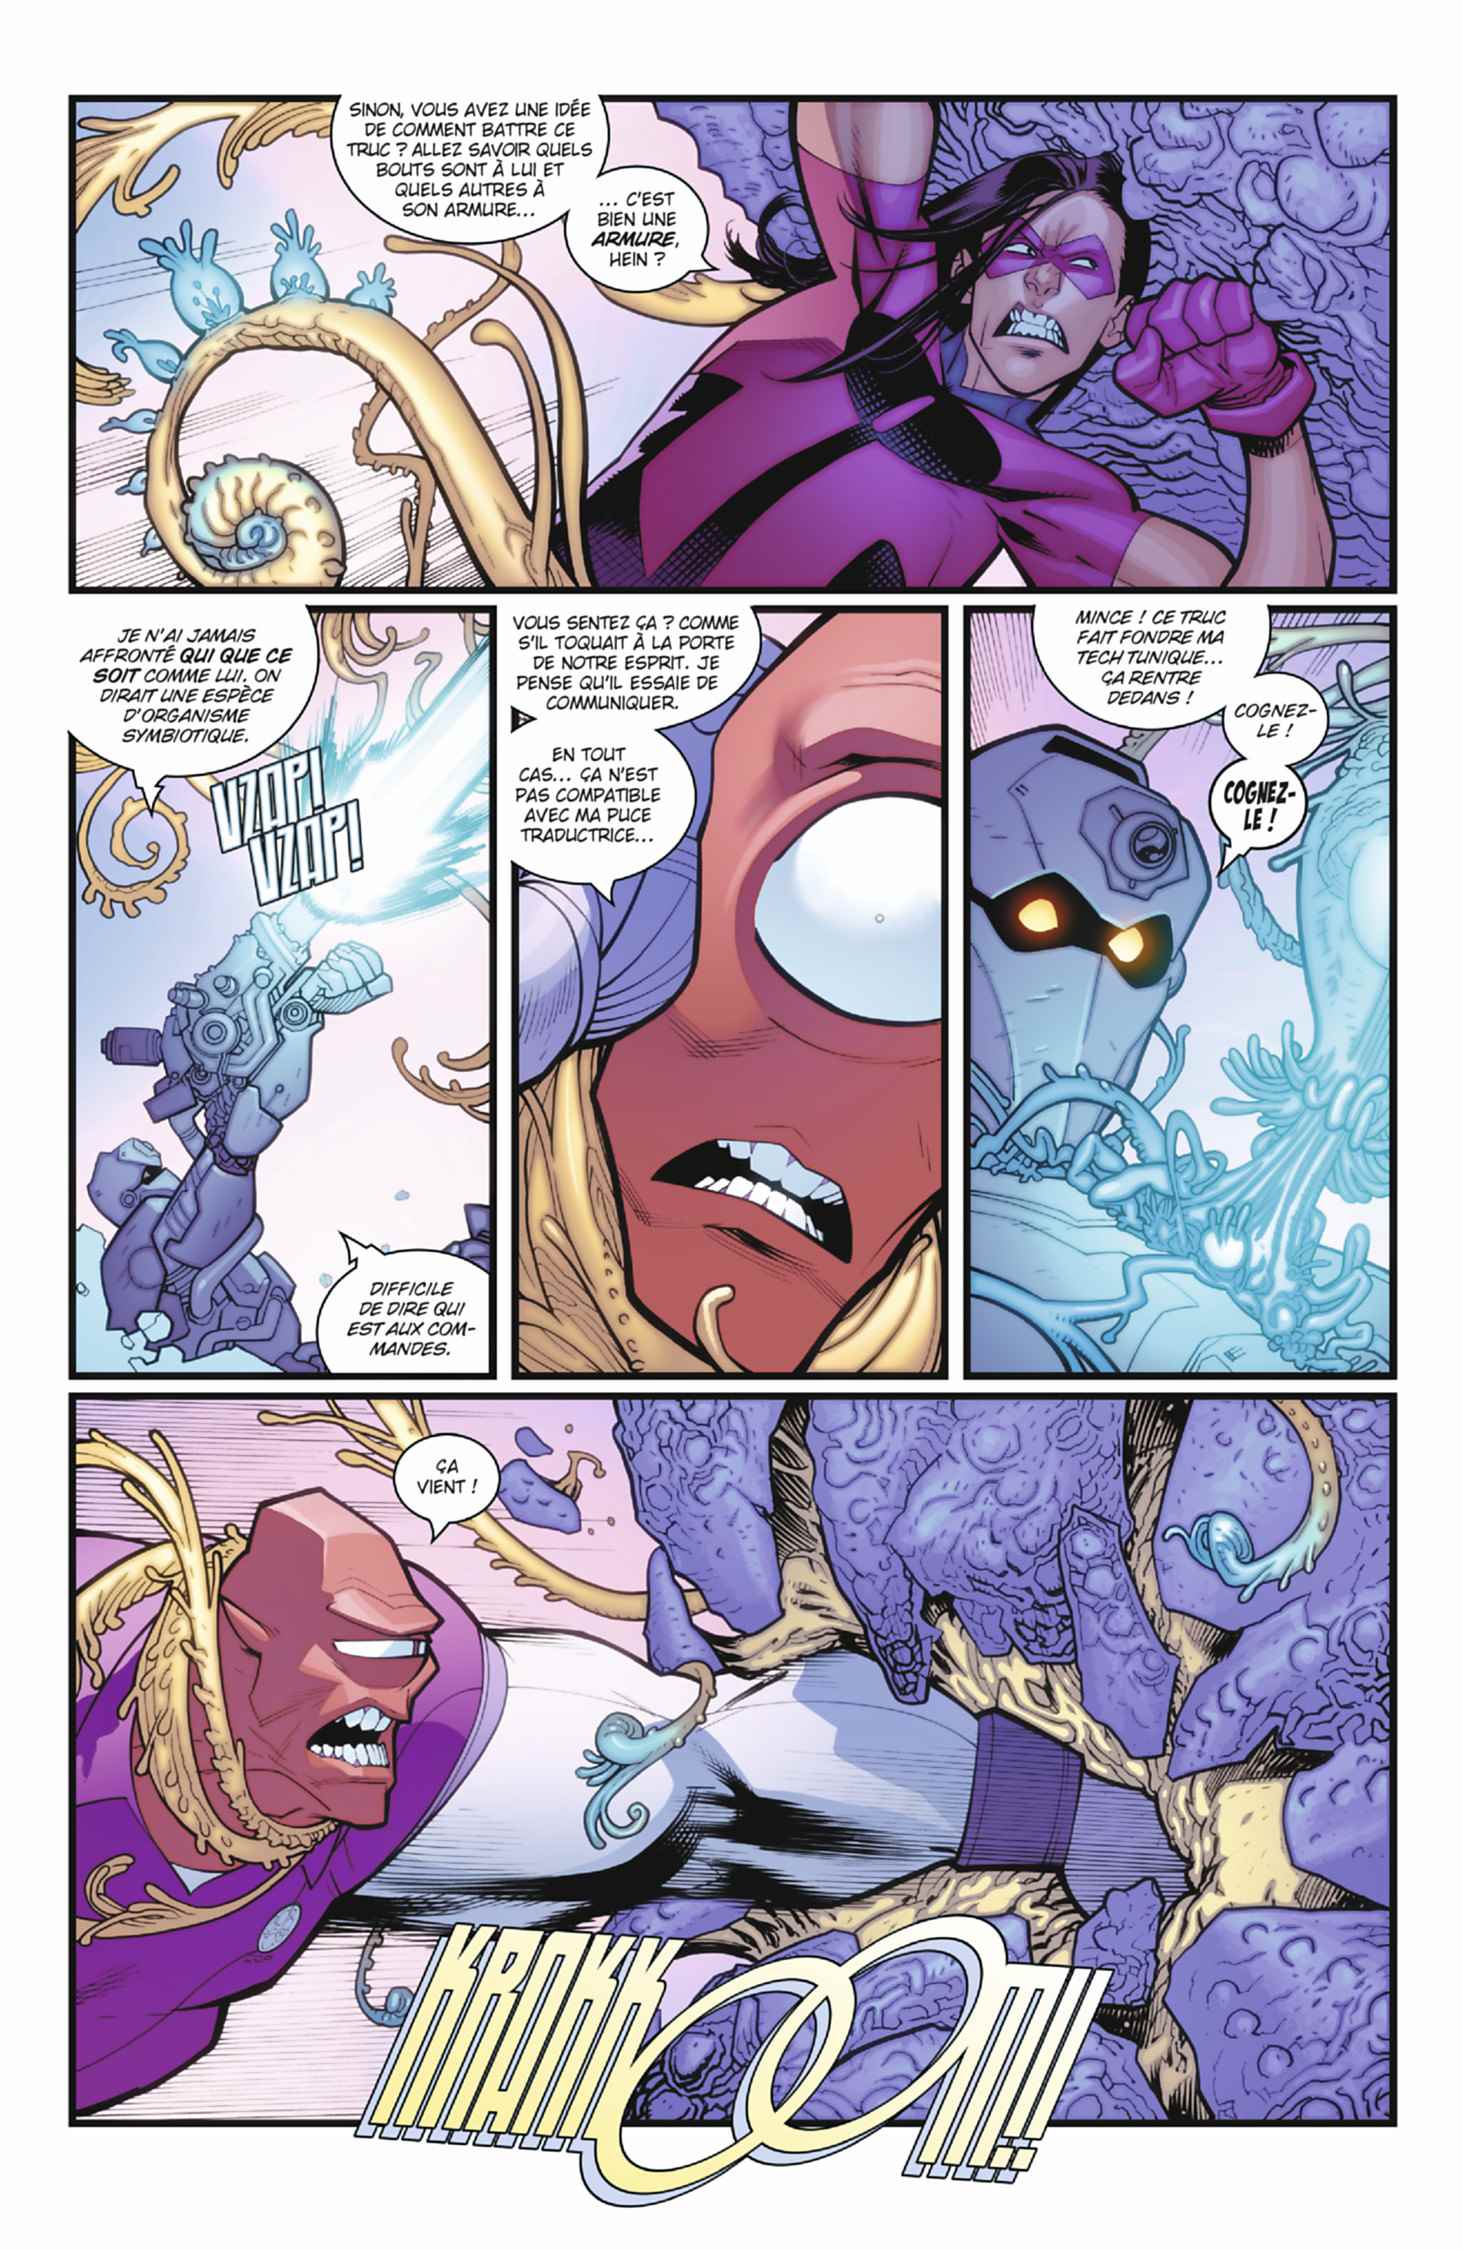 SINON, VOUS AVEZ UNE IDÉE
DE COMMENT BATTRE CE
TRUC ? ALLEZ SAVOIR QUELS
BOUTS SONT À LUI ET
QUELS AUTRES À
SON ARMURE...
... C'EST
BIEN UNE
ARMURE,
HEIN ?
JE N'AI JAMAIS
AFFRONTÉ QUI QUE CE
SOIT COMME LUI. ON
DIRAIT UNE ESPÈCE
D'ORGANISME
SYMBIOTIQUE.
VZAP!
VZAP!
DIFFICILE
DE DIRE QUI
EST AUX COM-
MANDES.
VOUS SENTEZ ÇA ? COMME
S'IL TOQUAIT À LA PORTE
DE NOTRE ESPRIT. JE
PENSE QU'IL ESSAIE DE
COMMUNIQUER.
EN TOUT
CAS... ÇA N'EST
PAS COMPATIBLE
AVEC MA PUCE
TRADUCTRICE...
MINCE ! CE TRUC
FAIT FONDRE MA
TECH TUNIQUE...
ÇA RENTRE
DEDANS !
COGNEZ-
LE !
COGNEZ-
LE !
ÇA
VIENT !
KRAKKOOM!!